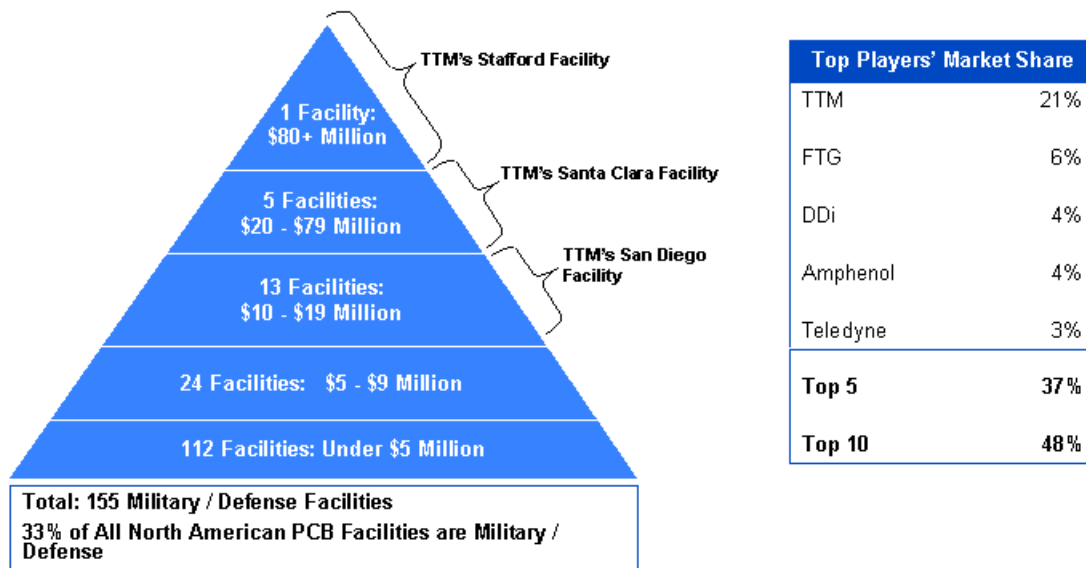 TTM's Stafford Facility
1 Facility:
$80+ Million
TTM's Santa Clara Facility
5 Facilities:
$20 - $79 Million
TTM's San Diego
Facility
13 Facilities:
$10 - $19 Million
24 Facilities: $5 - $9 Million
112 Facilities: Under $5 Million
Total: 155 Military / Defense Facilities
33% of All North American PCB Facilities are Military /
Defense
Top Players' Market Share
TTM 21%
FTG 6%
DDi 4%
Amphenol 4%
Teledyne 3%
Top 5 37%
Top 10 48%